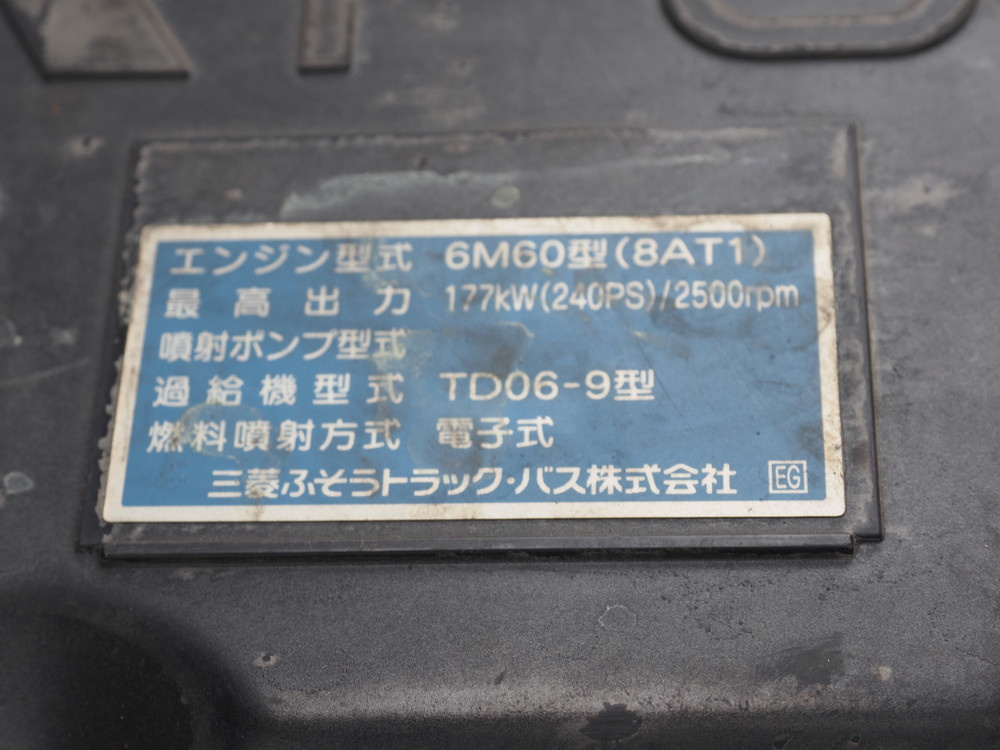 エンジン型式 6M60型(8AT1)
最高出力 177kW(240PS)/2500rpm
噴射ポンプ型式
過給機型式 TD06-9型
燃料噴射方式 電子式
三菱ふそうトラック・バス株式会社 EG